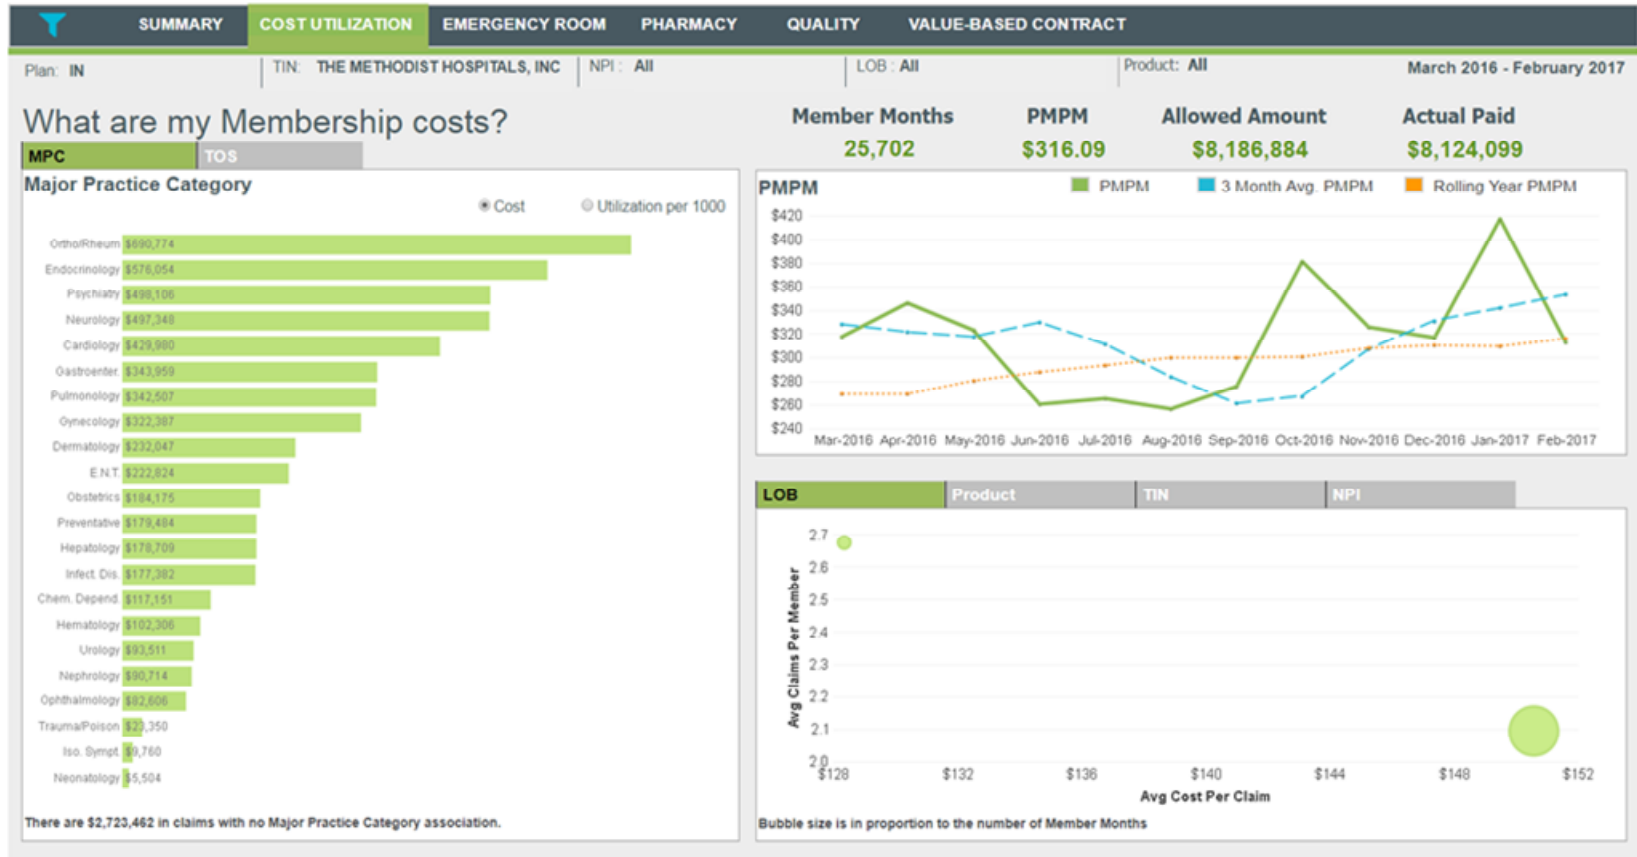 SUMMARY COST UTILIZATION EMERGENCY ROOM PHARMACY QUALITY VALUE-BASED CONTRACT
Plan: IN TIN: THE METHODIST HOSPITALS, INC NPI : All LOB : All Product: All March 2016 - February 2017
What are my Membership costs?
Member Months PMPM Allowed Amount Actual Paid
25,702 $316.09 $8,186,884 $8,124,099
MPC TOS
Major Practice Category
Cost Utilization per 1000
Ortho/Rheum $690,774
Endocrinology $576,054
Psychiatry $498,106
Neurology $497,348
Cardiology $429,980
Gastroenter. $343,959
Pulmonology $342,507
Gynecology $322,387
Dermatology $232,047
E.N.T. $222,824
Obstetrics $184,175
Preventative $179,484
Hepatology $178,709
Infect. Dis. $177,382
Chem. Depend. $117,151
Hematology $102,306
Urology $93,511
Nephrology $90,714
Ophthalmology $82,606
Trauma/Poison $23,350
Iso. Sympt. $9,760
Neonatology $5,504
There are $2,723,462 in claims with no Major Practice Category association.
PMPM PMPM 3 Month Avg. PMPM Rolling Year PMPM
$420
$400
$380
$360
$340
$320
$300
$280
$260
$240
Mar-2016 Apr-2016 May-2016 Jun-2016 Jul-2016 Aug-2016 Sep-2016 Oct-2016 Nov-2016 Dec-2016 Jan-2017 Feb-2017
LOB Product TIN NPI
Avg Claims Per Member
2.7
2.6
2.5
2.4
2.3
2.2
2.1
2.0
$128 $132 $136 $140 $144 $148 $152
Avg Cost Per Claim
Bubble size is in proportion to the number of Member Months